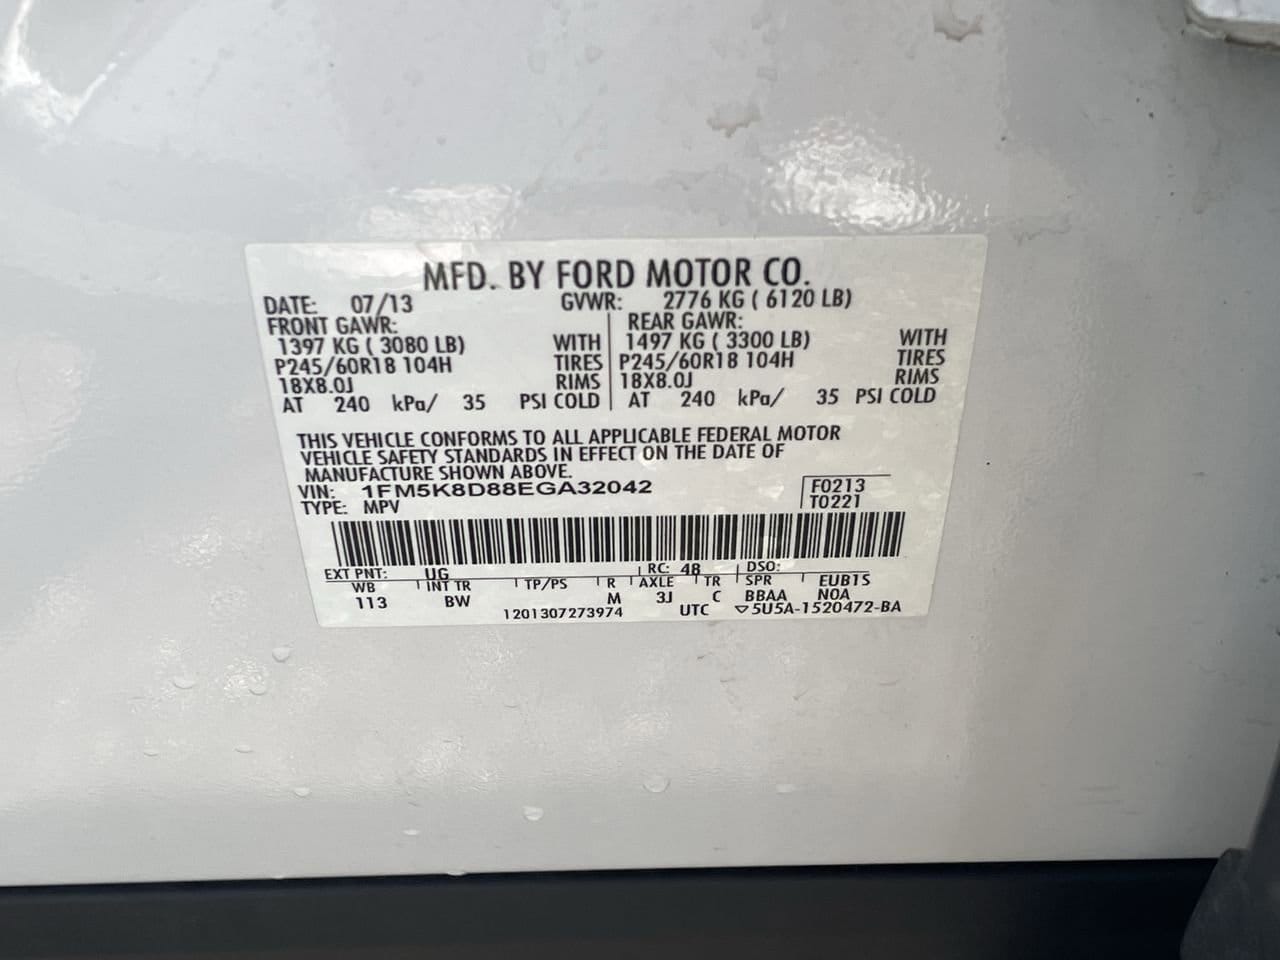 MFD. BY FORD MOTOR CO.
DATE: 07/13 GVWR: 2776 KG ( 6120 LB)
FRONT GAWR: REAR GAWR:
1397 KG ( 3080 LB) WITH 1497 KG ( 3300 LB) WITH
P245/60R18 104H TIRES P245/60R18 104H TIRES
18X8.0J RIMS 18X8.0J RIMS
AT 240 kPa/ 35 PSI COLD AT 240 kPa/ 35 PSI COLD
THIS VEHICLE CONFORMS TO ALL APPLICABLE FEDERAL MOTOR
VEHICLE SAFETY STANDARDS IN EFFECT ON THE DATE OF
MANUFACTURE SHOWN ABOVE.
VIN: 1FM5K8D88EGA32042 F0213
TYPE: MPV T0221
EXT PNT: UG RC: 48 DSO:
WB INT TR TP/PS R AXLE TR SPR EUB1S
113 BW M 3J C BBAA NOA
1201307273974 UTC ▽5U5A-1520472-BA